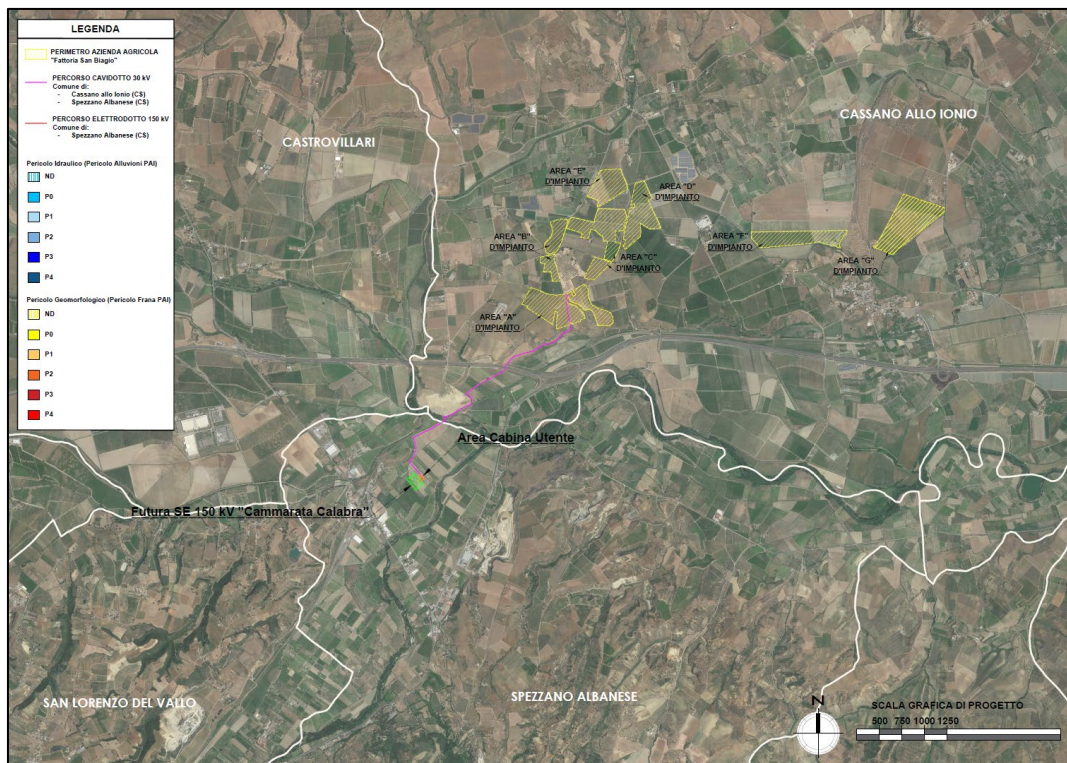 LEGENDA
PERIMETRO AZIENDA AGRICOLA
"Fattoria San Biagio"
PERCORSO CAVIDOTTO 30 kV
Comune di:
- Cassano allo Ionio (CS)
- Spezzano Albanese (CS)
PERCORSO ELETTRODOTTO 150 kV
Comune di:
- Spezzano Albanese (CS)
Pericolo Idraulico (Pericolo Alluvioni PAI)
ND
P0
P1
P2
P3
P4
Pericolo Geomorfologico (Pericolo Frana PAI)
ND
P0
P1
P2
P3
P4
CASTROVILLARI
CASSANO ALLO IONIO
AREA "E"
D'IMPIANTO
AREA "D"
D'IMPIANTO
AREA "B"
D'IMPIANTO
AREA "C"
D'IMPIANTO
AREA "F"
D'IMPIANTO
AREA "G"
D'IMPIANTO
AREA "A"
D'IMPIANTO
Area Cabina Utente
Futura SE 150 kV "Cammarata Calabra"
SAN LORENZO DEL VALLO
SPEZZANO ALBANESE
N
SCALA GRAFICA DI PROGETTO
500 750 1000 1250